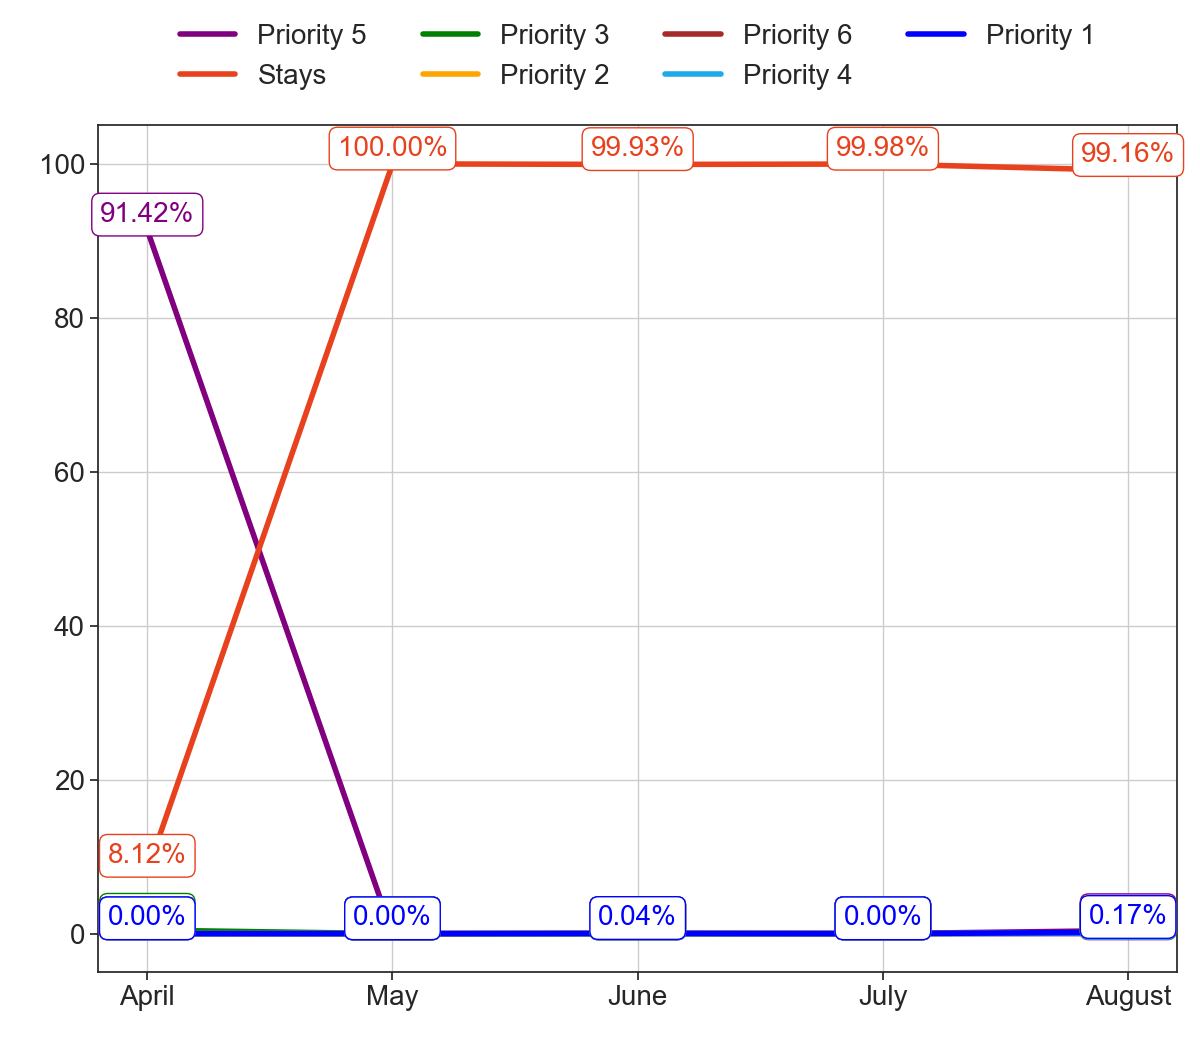 Priority 5 Priority 3 Priority 6 Priority 1
Stays Priority 2 Priority 4
100.00% 99.93% 99.98% 99.16%
100
91.42%
80
60
40
20
8.12%
0.00% 0.00% 0.04% 0.00% 0.17%
0
April May June July August